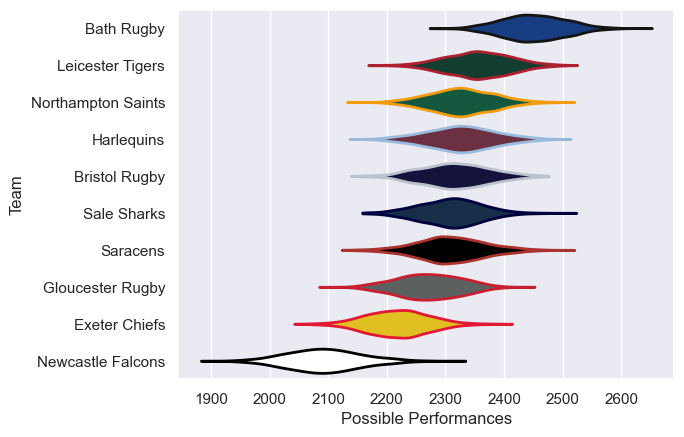 Bath Rugby
Leicester Tigers
Northampton Saints
Harlequins
Bristol Rugby
Sale Sharks
Saracens
Gloucester Rugby
Exeter Chiefs
Newcastle Falcons
Team
1900 2000 2100 2200 2300 2400 2500 2600
Possible Performances